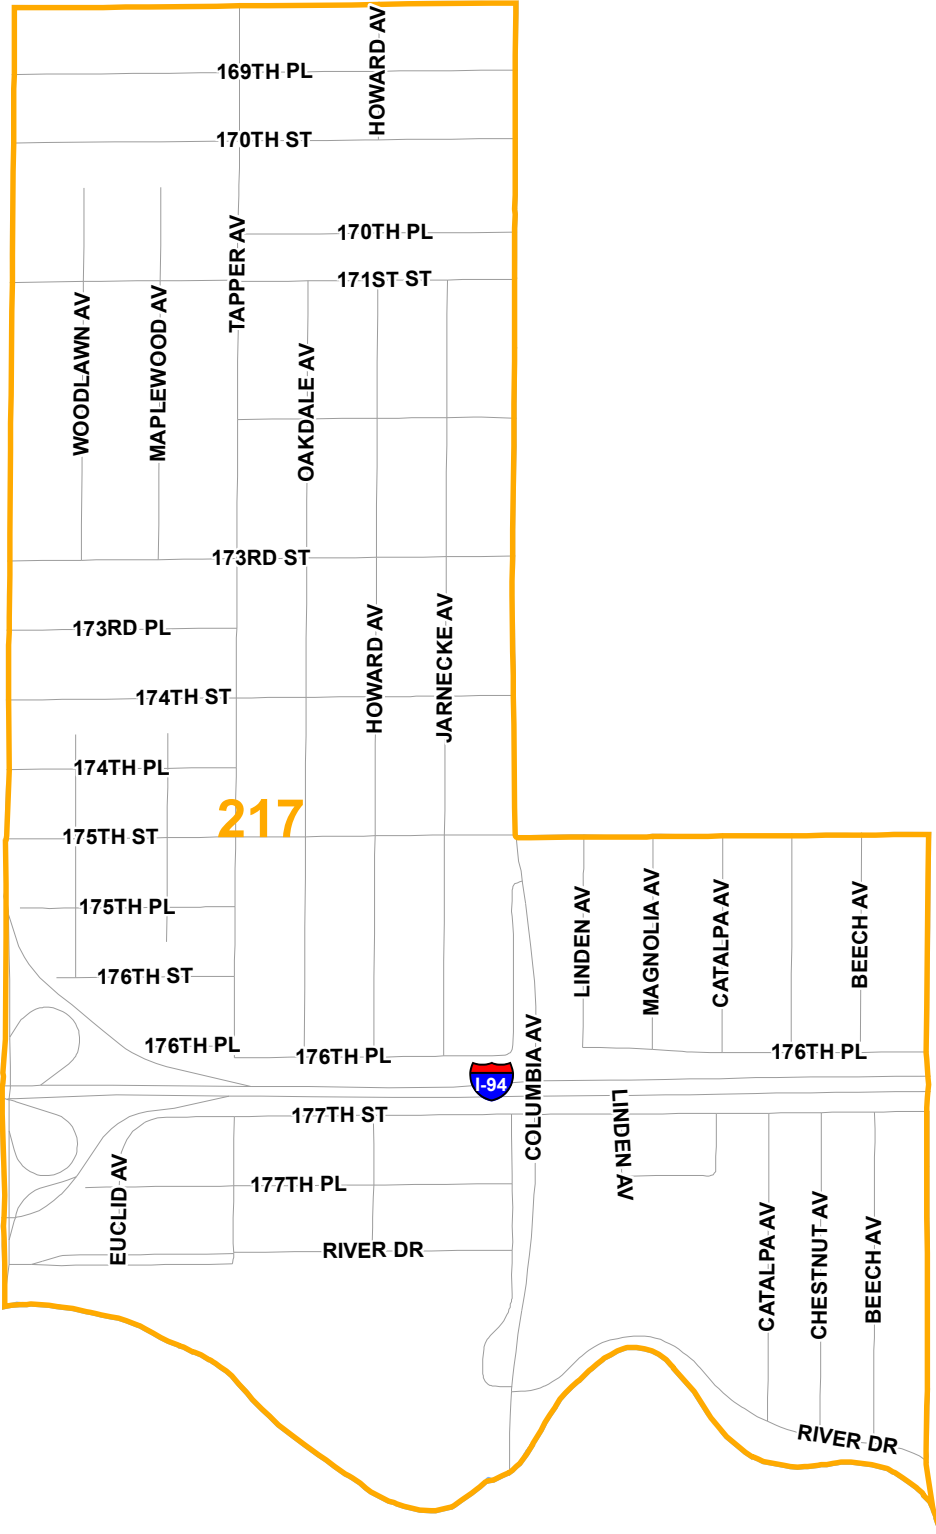 HOWARD AV
169TH PL
170TH ST
TAPPER AV
170TH PL
171ST ST
WOODLAWN AV
MAPLEWOOD AV
OAKDALE AV
173RD ST
173RD PL
HOWARD AV
JARNECKE AV
174TH ST
174TH PL
217
175TH ST
LINDEN AV
MAGNOLIA AV
CATALPA AV
BEECH AV
175TH PL
176TH ST
176TH PL
176TH PL
COLUMBIA AV
176TH PL
I-94
177TH ST
LINDEN AV
EUCLID AV
177TH PL
CATALPA AV
CHESTNUT AV
BEECH AV
RIVER DR
RIVER DR